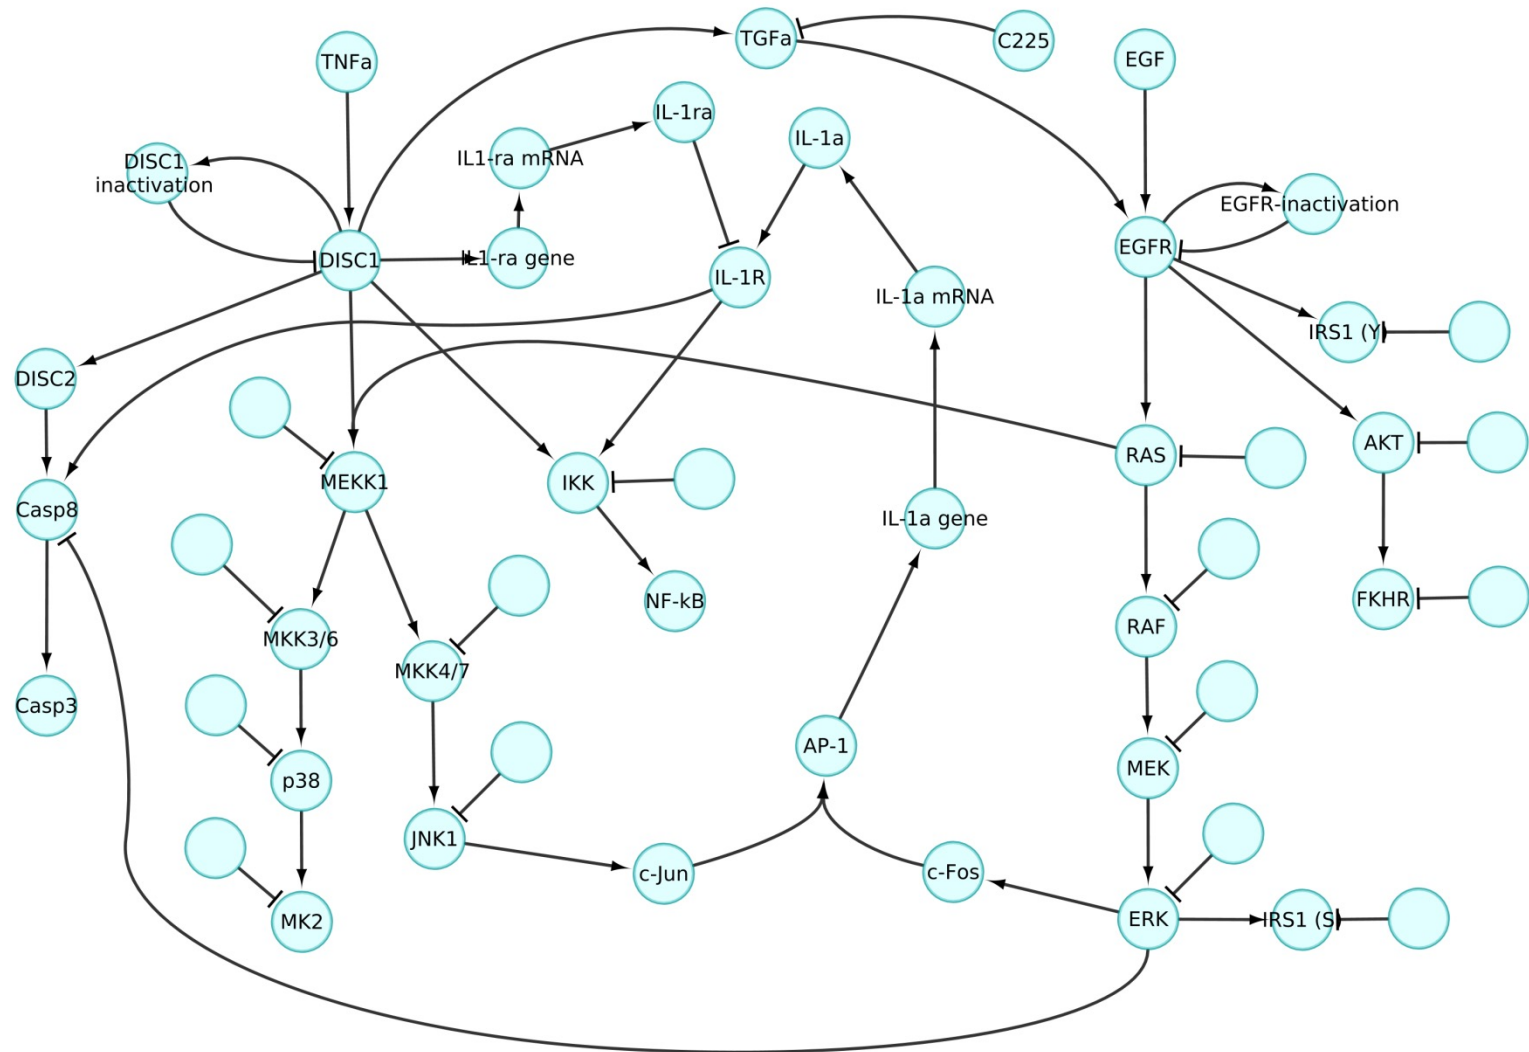 TGFa
C225
TNFa
EGF
IL-1ra
IL-1a
IL1-ra mRNA
DISC1
inactivation
EGFR-inactivation
EGFR
DISC1
IL1-ra gene
IL-1R
IL-1a mRNA
IRS1 (Y)
DISC2
AKT
RAS
MEKK1
IKK
Casp8
IL-1a gene
NF-kB
FKHR
RAF
MKK3/6
MKK4/7
Casp3
AP-1
MEK
p38
JNK1
c-Jun
c-Fos
MK2
ERK
IRS1 (S)